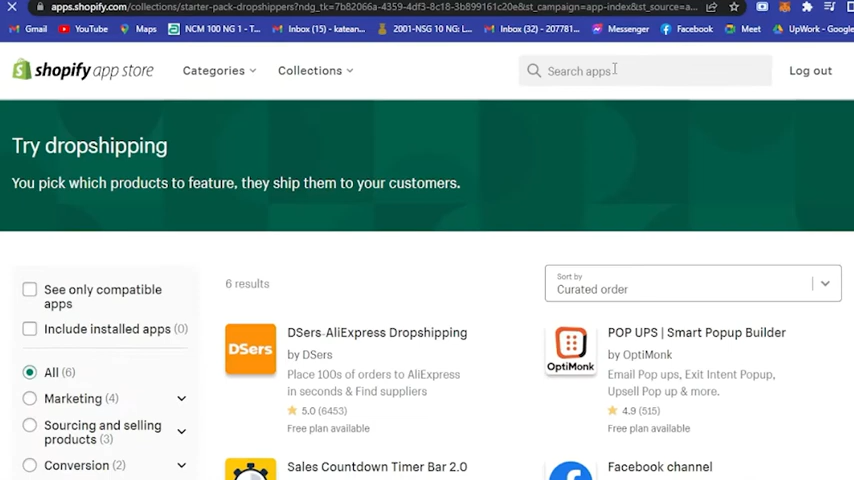 apps.shopify.com/collections/starter-pack-dropshippers?ndg_tk=7b82066a-4359-4df3-8c18-3b899161c20e&st_campaign=app-index&st_source=a...
Gmail YouTube Maps NCM 100 NG 1 - T... Inbox (15) - katean... 2001-NSG 10 NG: L... Inbox (32) - 207781... Messenger Facebook Meet UpWork - Google
shopify app store Categories Collections Search apps Log out
Try dropshipping
You pick which products to feature, they ship them to your customers.
See only compatible
apps
Include installed apps (0)
All (6)
Marketing (4)
Sourcing and selling
products (3)
Conversion (2)
6 results
Sort by
Curated order
DSers
DSers-AliExpress Dropshipping
by DSers
Place 100s of orders to AliExpress
in seconds & Find suppliers
5.0 (6453)
Free plan available
OptiMonk
POP UPS | Smart Popup Builder
by OptiMonk
Email Pop ups, Exit Intent Popup,
Upsell Pop up & more.
4.9 (515)
Free plan available
Sales Countdown Timer Bar 2.0
Facebook channel